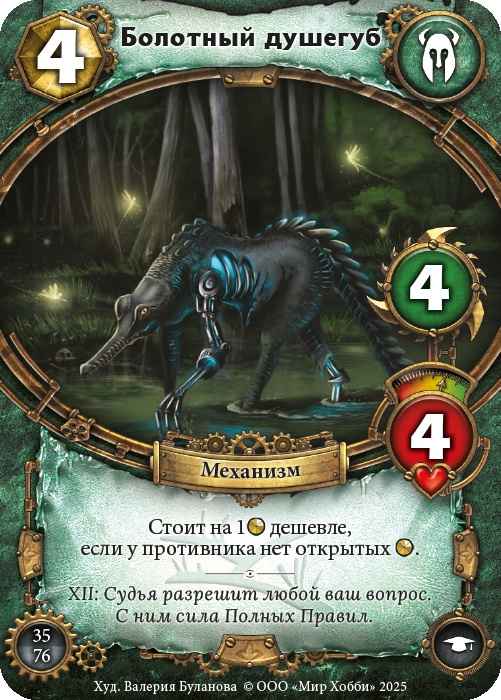 4
Болотный душегуб
4
4
Механизм
Стоит на 1 дешевле,
если у противника нет открытых .
XII: Судья разрешит любой ваш вопрос.
С ним сила Полных Правил.
35
76
Худ. Валерия Буланова © ООО «Мир Хобби» 2025